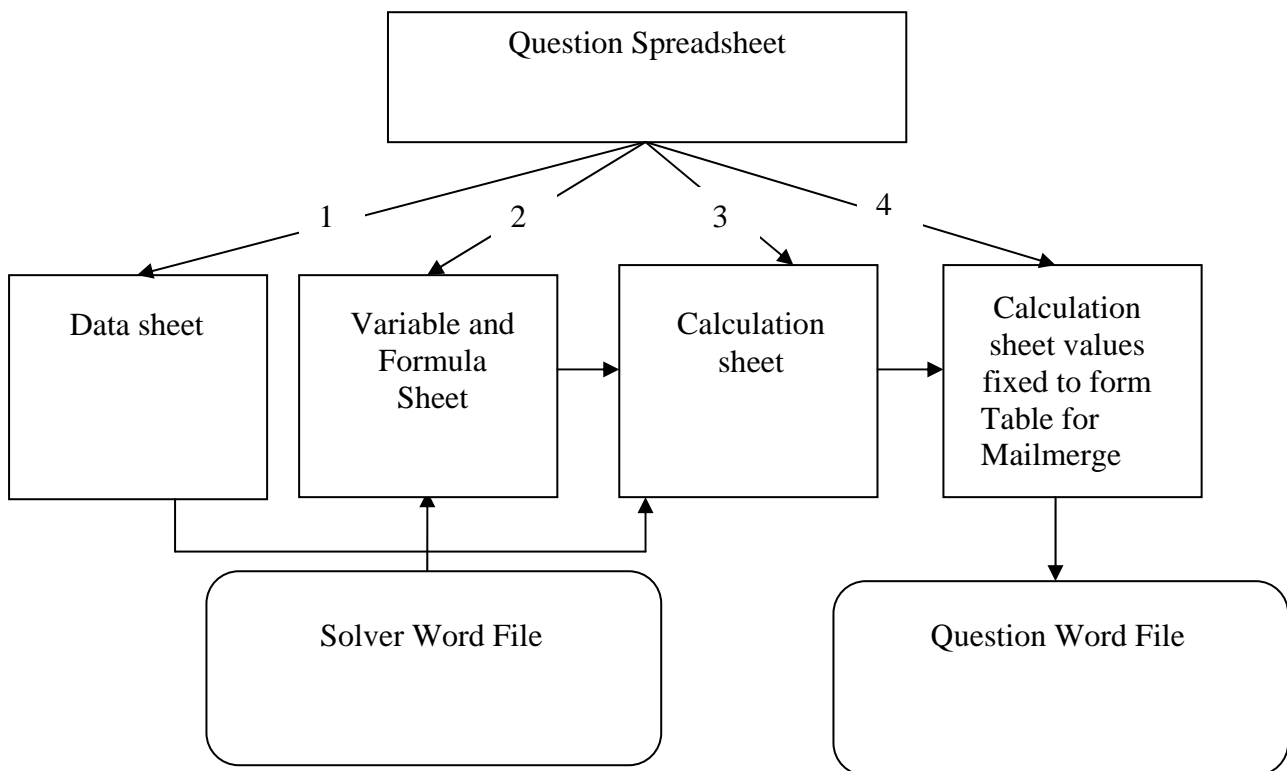 Question Spreadsheet
1
2
3
4
Data sheet
Variable and
Formula
Sheet
Calculation
sheet
Calculation
sheet values
fixed to form
Table for
Mailmerge
Solver Word File
Question Word File